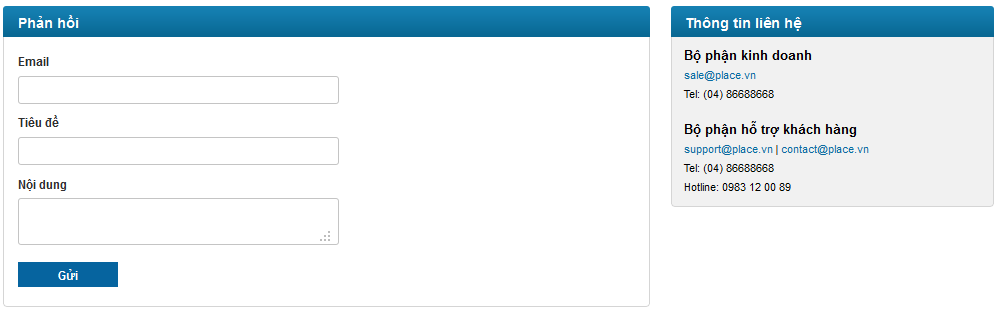 Phản hồi
Email
Tiêu đề
Nội dung
Gửi
Thông tin liên hệ
Bộ phận kinh doanh
sale@place.vn
Tel: (04) 86688668
Bộ phận hỗ trợ khách hàng
support@place.vn | contact@place.vn
Tel: (04) 86688668
Hotline: 0983 12 00 89